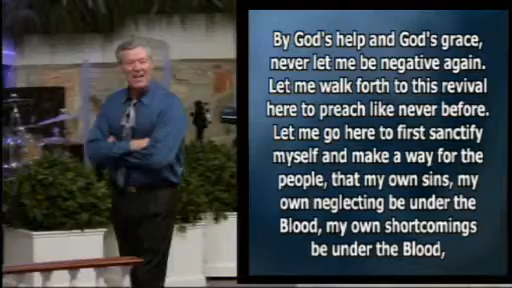 By God's help and God's grace,
never let me be negative again.
Let me walk forth to this revival
here to preach like never before.
Let me go here to first sanctify
myself and make a way for the
people, that my own sins, my
own neglecting be under the
Blood, my own shortcomings
be under the Blood,